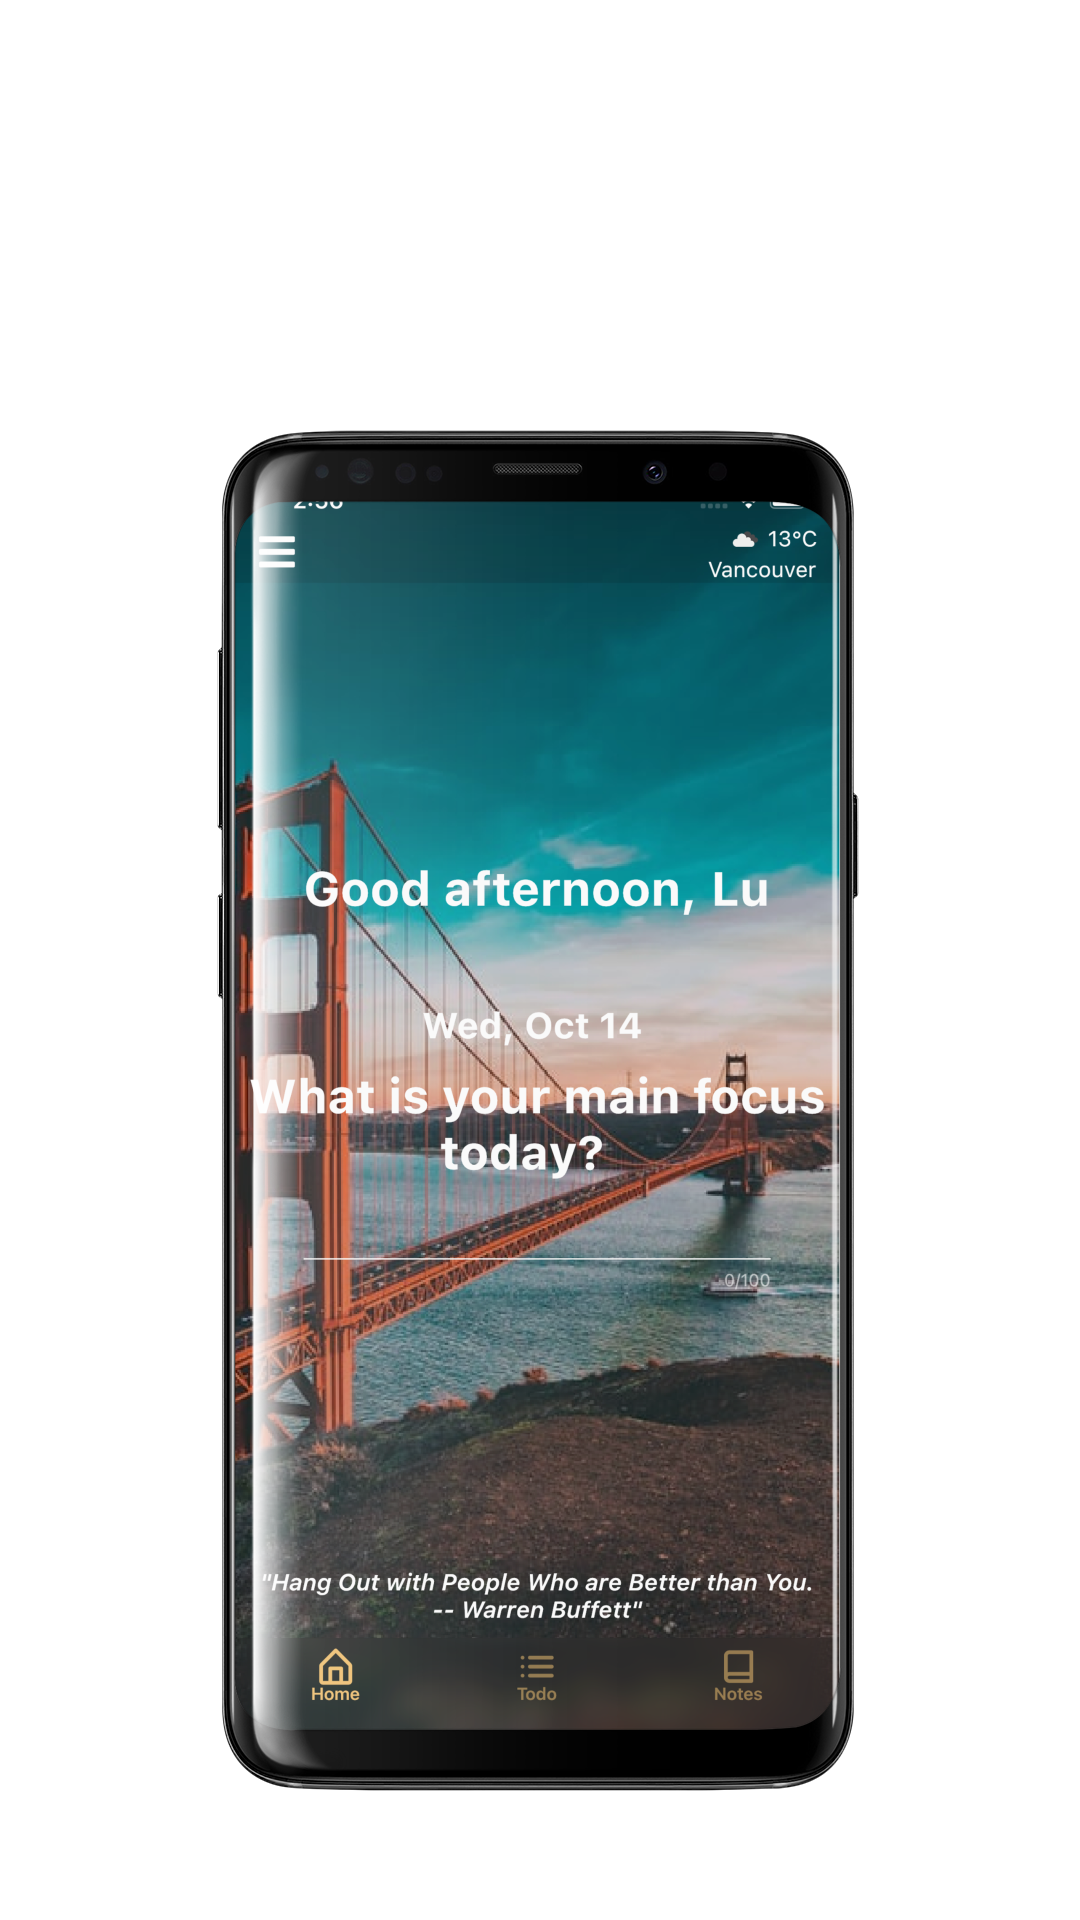 13°C
Vancouver
Good afternoon, Lu
Wed, Oct 14
What is your main focus
today?
0/100
"Hang Out with People Who are Better than You.
-- Warren Buffett"
Home
Todo
Notes